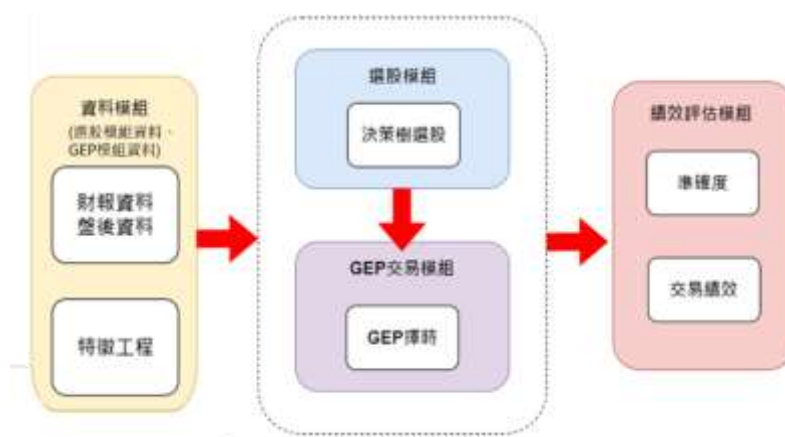 資料模組
(選股模組資料、
GEP模組資料)
財報資料
盤後資料
特徵工程
選股模組
決策樹選股
GEP交易模組
GEP擇時
績效評估模組
準確度
交易績效